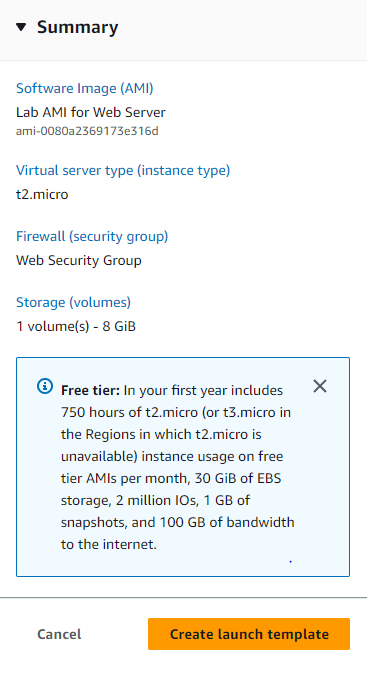 Summary
Software Image (AMI)
Lab AMI for Web Server
ami-0080a2369173e316d
Virtual server type (instance type)
t2.micro
Firewall (security group)
Web Security Group
Storage (volumes)
1 volume(s) - 8 GiB
Free tier: In your first year includes
750 hours of t2.micro (or t3.micro in
the Regions in which t2.micro is
unavailable) instance usage on free
tier AMIs per month, 30 GiB of EBS
storage, 2 million IOs, 1 GB of
snapshots, and 100 GB of bandwidth
to the internet.
Cancel
Create launch template